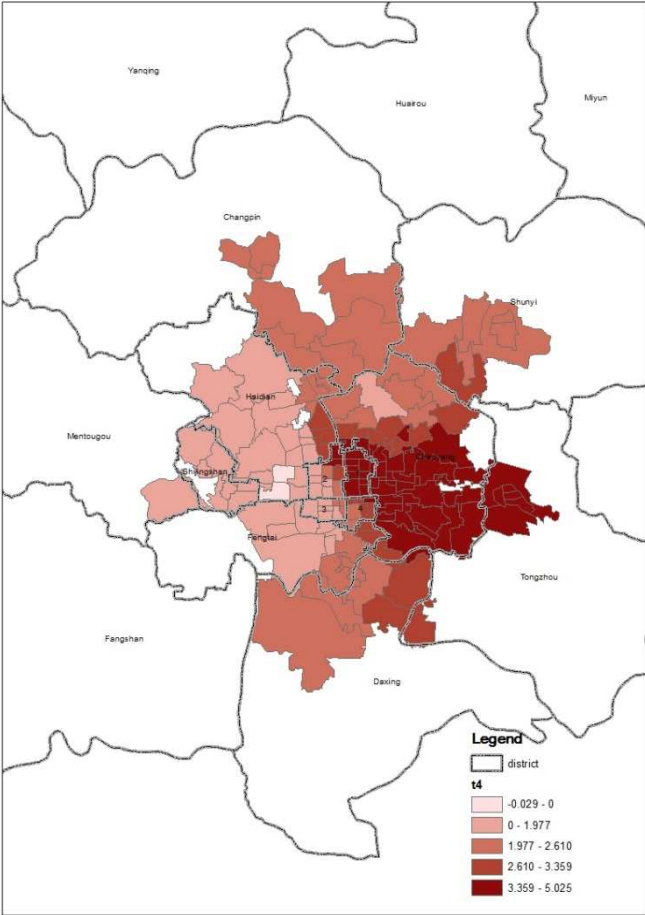 Yanqing
Miyun
Huairou
Changpin
Shunyi
Haidian
Mentougou
Shijingshan
2
3
4
Fengtai
Tongzhou
Fangshan
Daxing
Legend
district
t4
-0.029 - 0
0 - 1.977
1.977 - 2.610
2.610 - 3.359
3.359 - 5.025